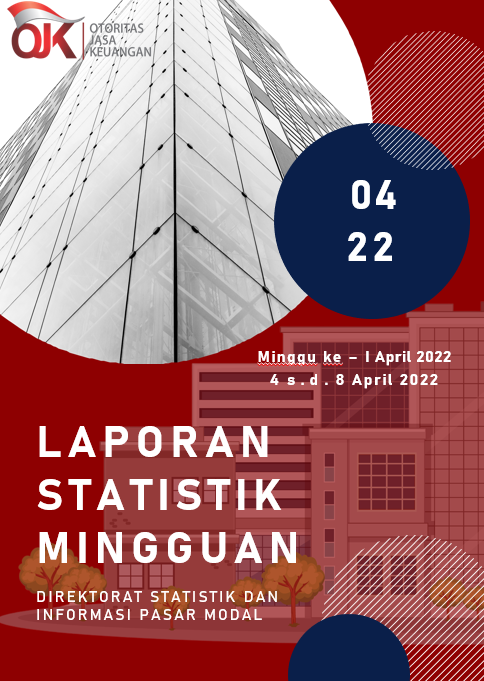 OJK
OTORITAS
JASA
KEUANGAN
04
22
Minggu ke – I April 2022
4 s.d. 8 April 2022
LAPORAN
STATISTIK
MINGGUAN
DIREKTORAT STATISTIK DAN
INFORMASI PASAR MODAL